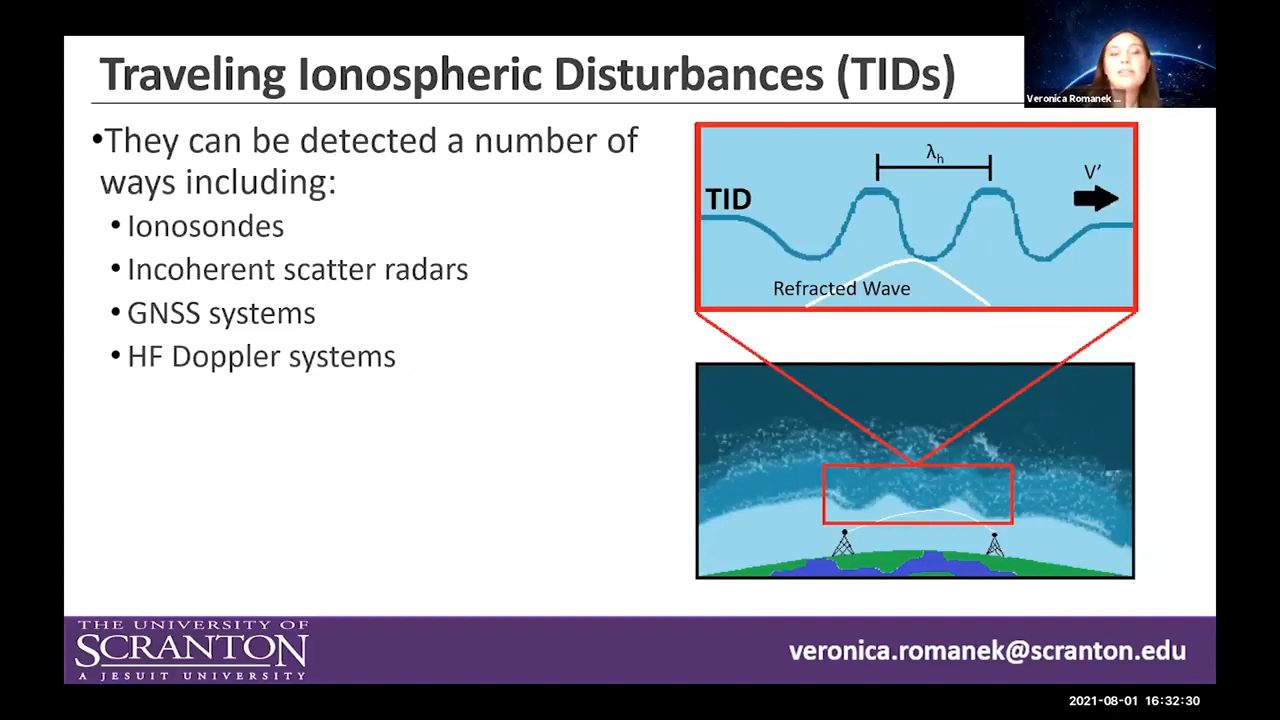 Traveling Ionospheric Disturbances (TIDs)
Veronica Romanek ...
•They can be detected a number of
ways including:
• Ionosondes
• Incoherent scatter radars
• GNSS systems
• HF Doppler systems
λh
V’
TID
Refracted Wave
THE UNIVERSITY OF
SCRANTON
A JESUIT UNIVERSITY
veronica.romanek@scranton.edu
2021-08-01 16:32:30